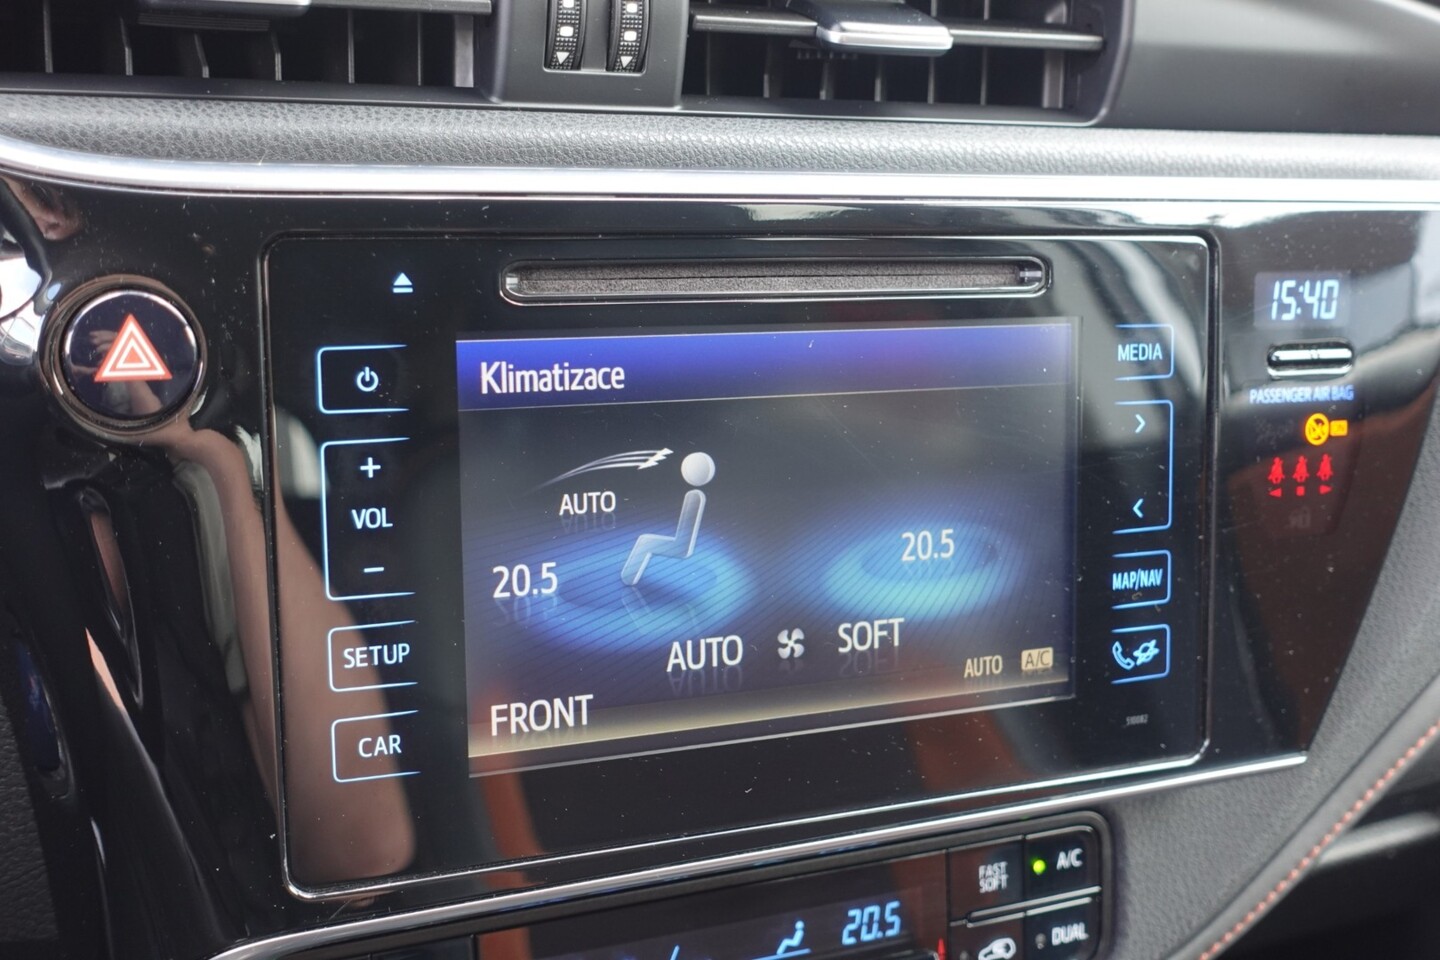 15:40
PASSENGER AIR BAG
MEDIA
VOL
SETUP
CAR
MAP/NAV
Klimatizace
AUTO
20.5
20.5
AUTO
SOFT
AUTO
A/C
FRONT
510082
FAST
SOFT
A/C
20.5
DUAL